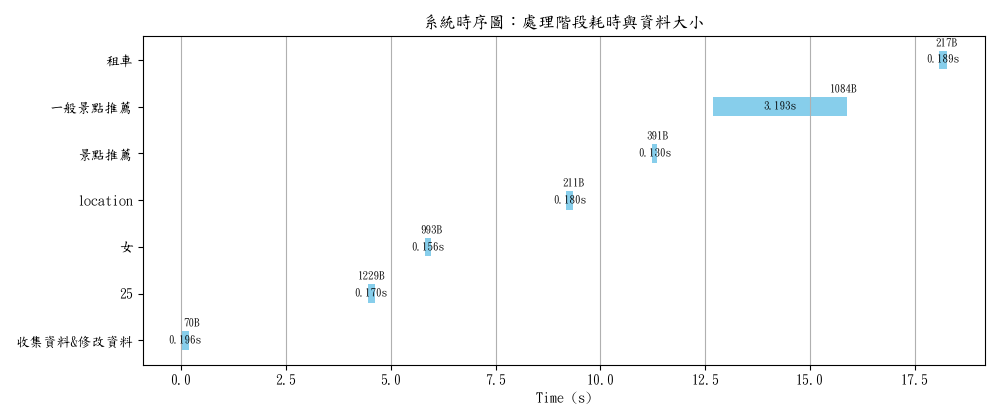 系統時序圖：處理階段耗時與資料大小
租車
217B
0.189s
一般景點推薦
1084B
3.193s
景點推薦
391B
0.130s
location
211B
0.180s
女
993B
0.156s
25
1229B
0.170s
收集資料&修改資料
70B
0.196s
0.0 2.5 5.0 7.5 10.0 12.5 15.0 17.5
Time (s)